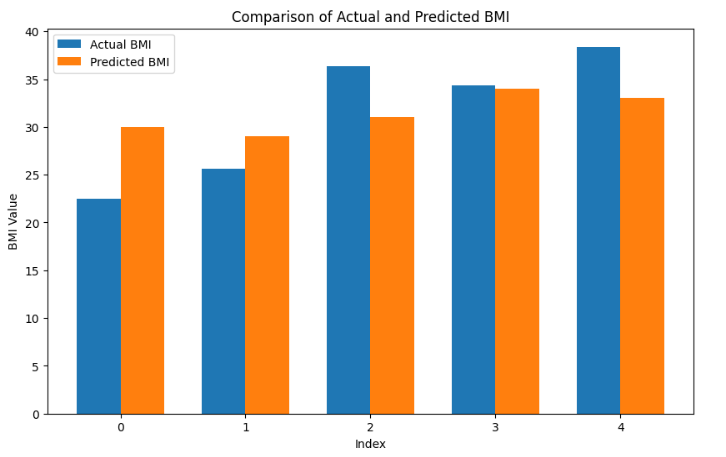 Comparison of Actual and Predicted BMI
Actual BMI
Predicted BMI
40
35
30
25
20
15
10
5
0
BMI Value
0 1 2 3 4
Index